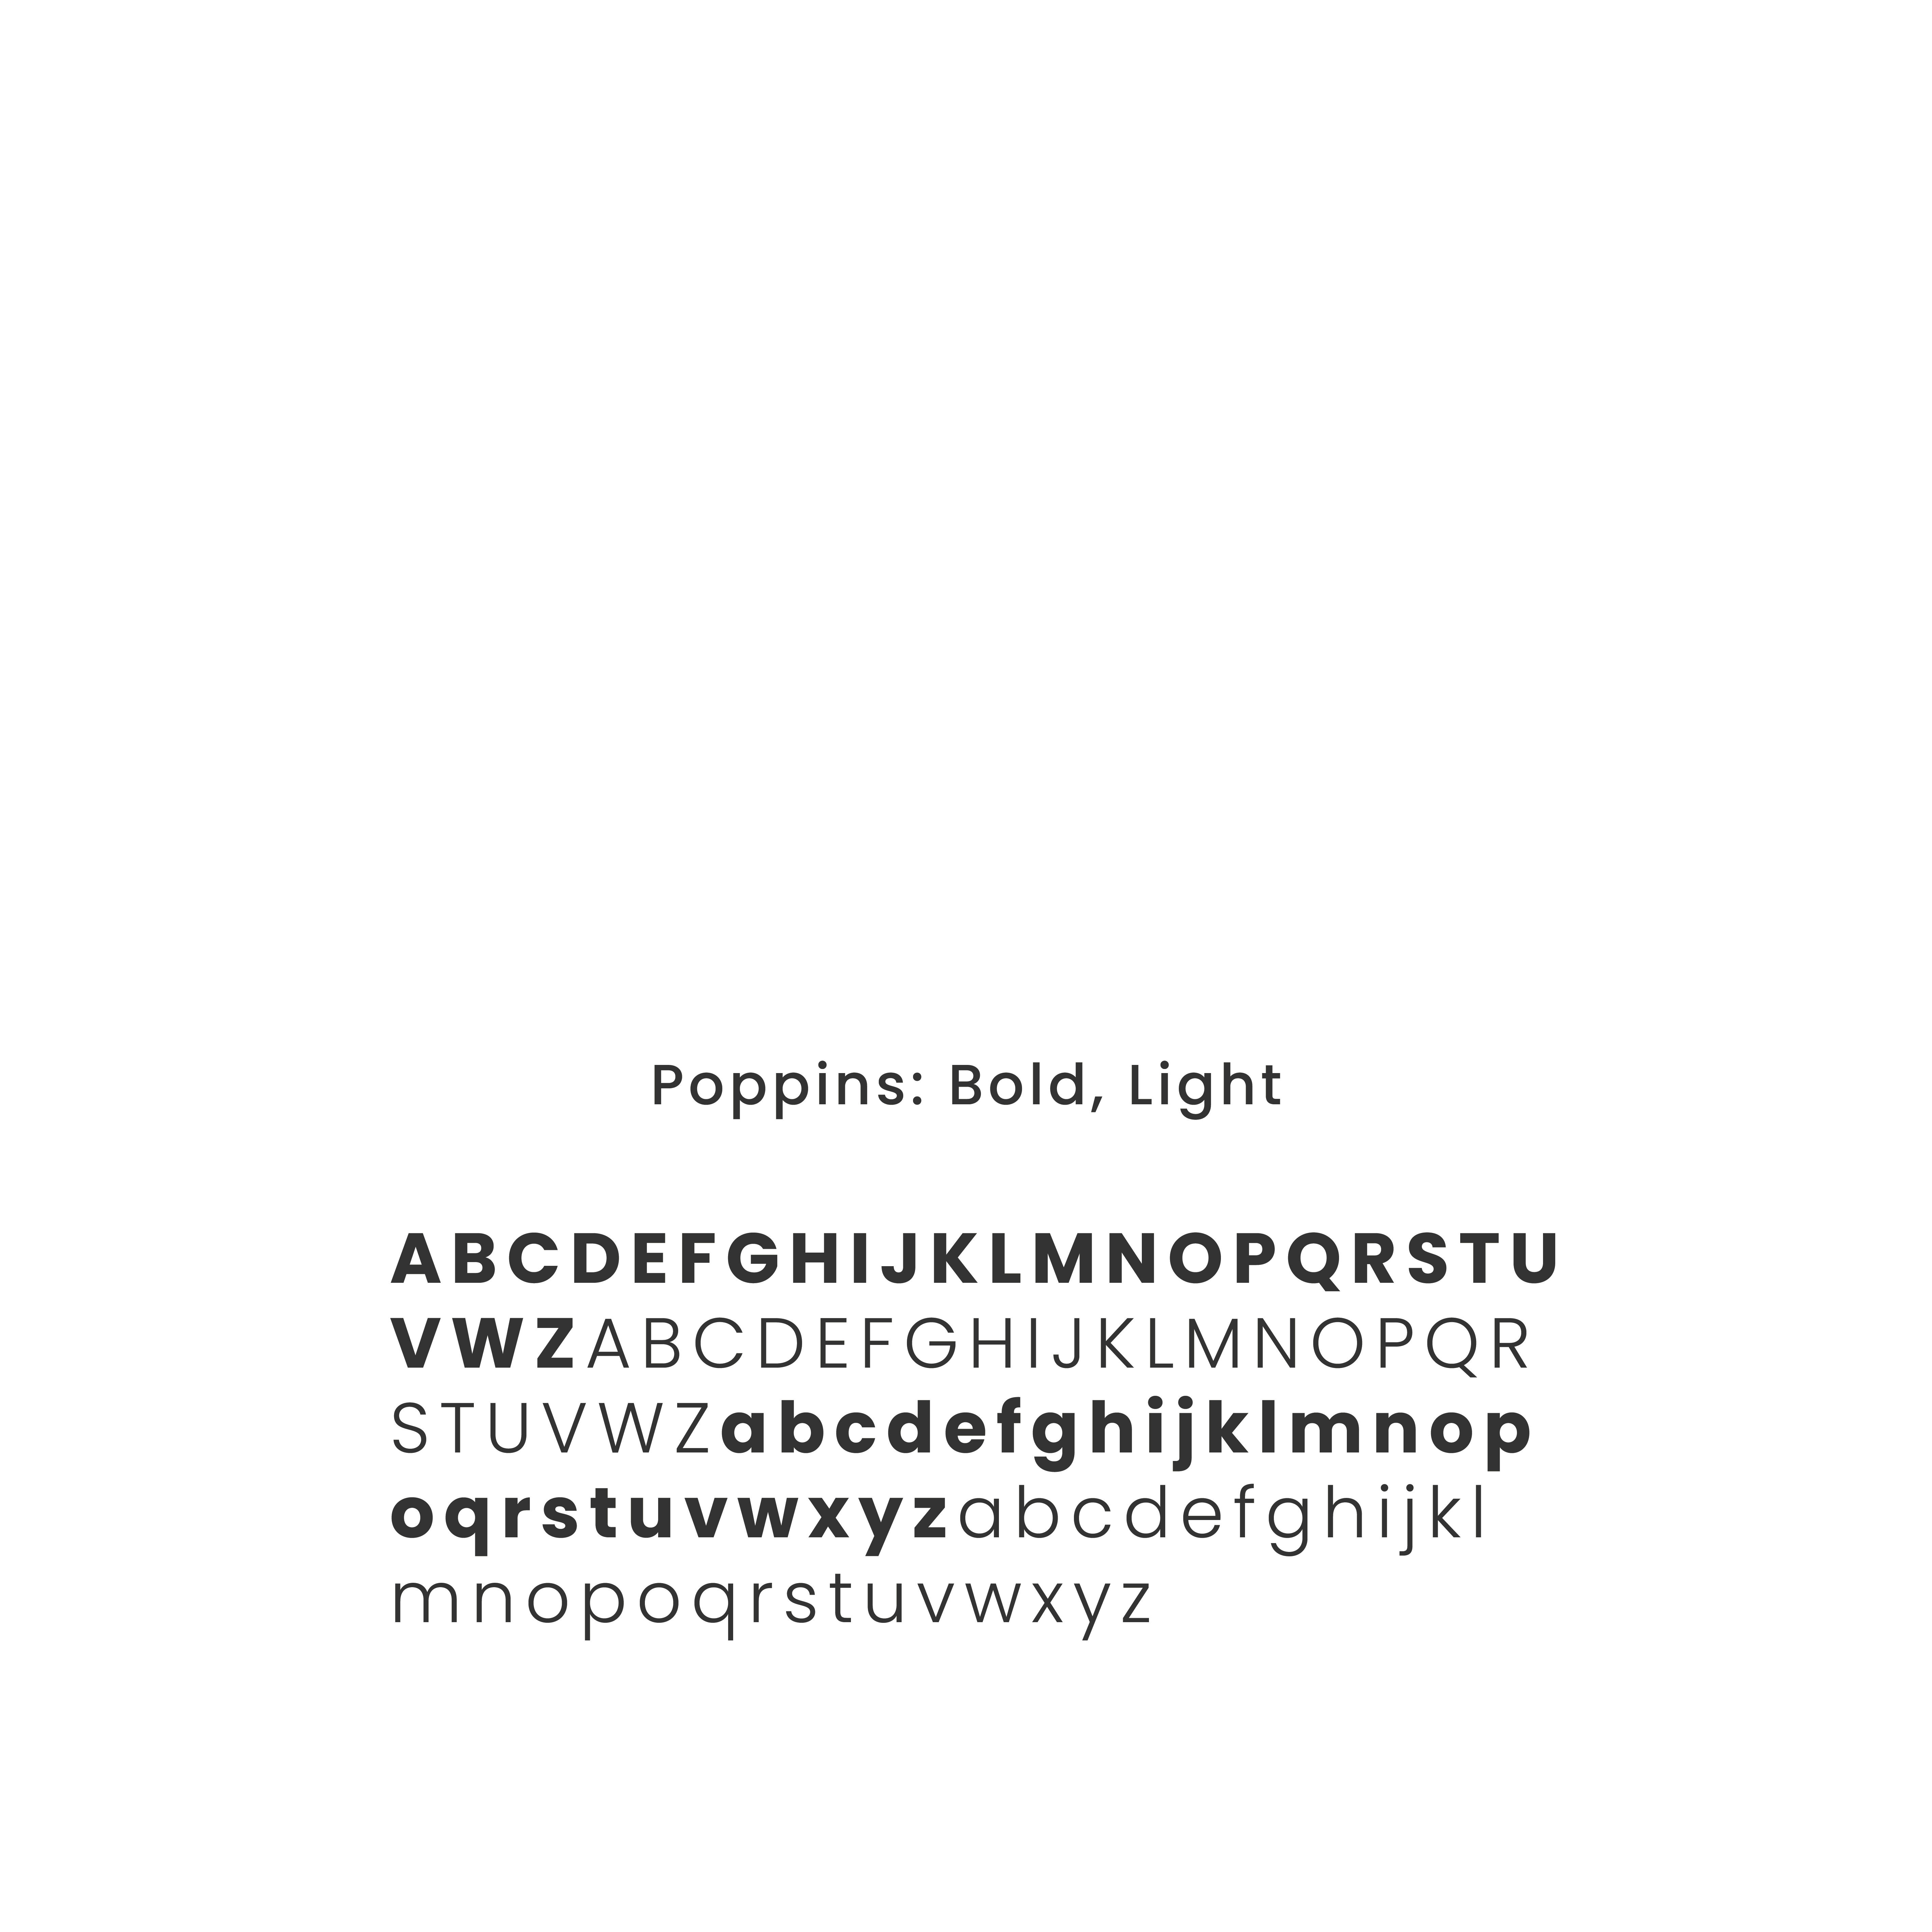 Poppins: Bold, Light
ABCDEFGHIJKLMNOPQRSTU
VWZABCDEFGHIJKLMNOPQR
STUVWZabcdefghijklmnop
oqrstuvwxyzabcdefghijkl
mnopoqrstuvwxyz